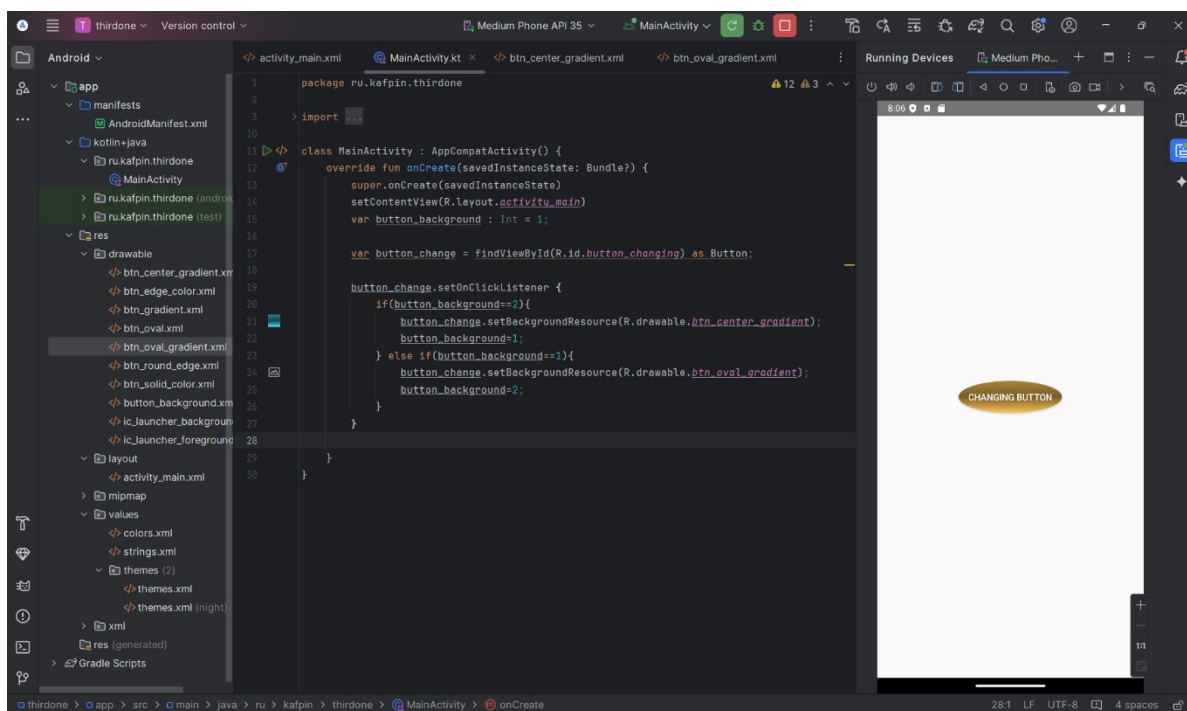 thirdone
Version control
Medium Phone API 35
MainActivity
Android
app
manifests
AndroidManifest.xml
kotlin+java
ru.kafpin.thirdone
MainActivity
ru.kafpin.thirdone (androi
ru.kafpin.thirdone (test)
res
drawable
btn_center_gradient.xm
btn_edge_color.xml
btn_gradient.xml
btn_oval.xml
btn_oval_gradient.xml
btn_round_edge.xml
btn_solid_color.xml
button_background.xm
ic_launcher_backgroun
ic_launcher_foreground
layout
activity_main.xml
mipmap
values
colors.xml
strings.xml
themes (2)
themes.xml
themes.xml (night)
xml
res (generated)
Gradle Scripts
activity_main.xml
MainActivity.kt
btn_center_gradient.xml
btn_oval_gradient.xml
12 3
1 package ru.kafpin.thirdone
2
3 import ...
10
11 class MainActivity : AppCompatActivity() {
12 override fun onCreate(savedInstanceState: Bundle?) {
13 super.onCreate(savedInstanceState)
14 setContentView(R.layout.activity_main)
15 var button_background : Int = 1;
16
17 var button_change = findViewById(R.id.button_changing) as Button;
18
19 button_change.setOnClickListener {
20 if(button_background==2){
21 button_change.setBackgroundResource(R.drawable.btn_center_gradient);
22 button_background=1;
23 } else if(button_background==1){
24 button_change.setBackgroundResource(R.drawable.btn_oval_gradient);
25 button_background=2;
26 }
27 }
28
29 }
30 }
Running Devices
Medium Pho...
8:06
CHANGING BUTTON
1:1
thirdone > app > src > main > java > ru > kafpin > thirdone > MainActivity > onCreate
28:1 LF UTF-8 4 spaces